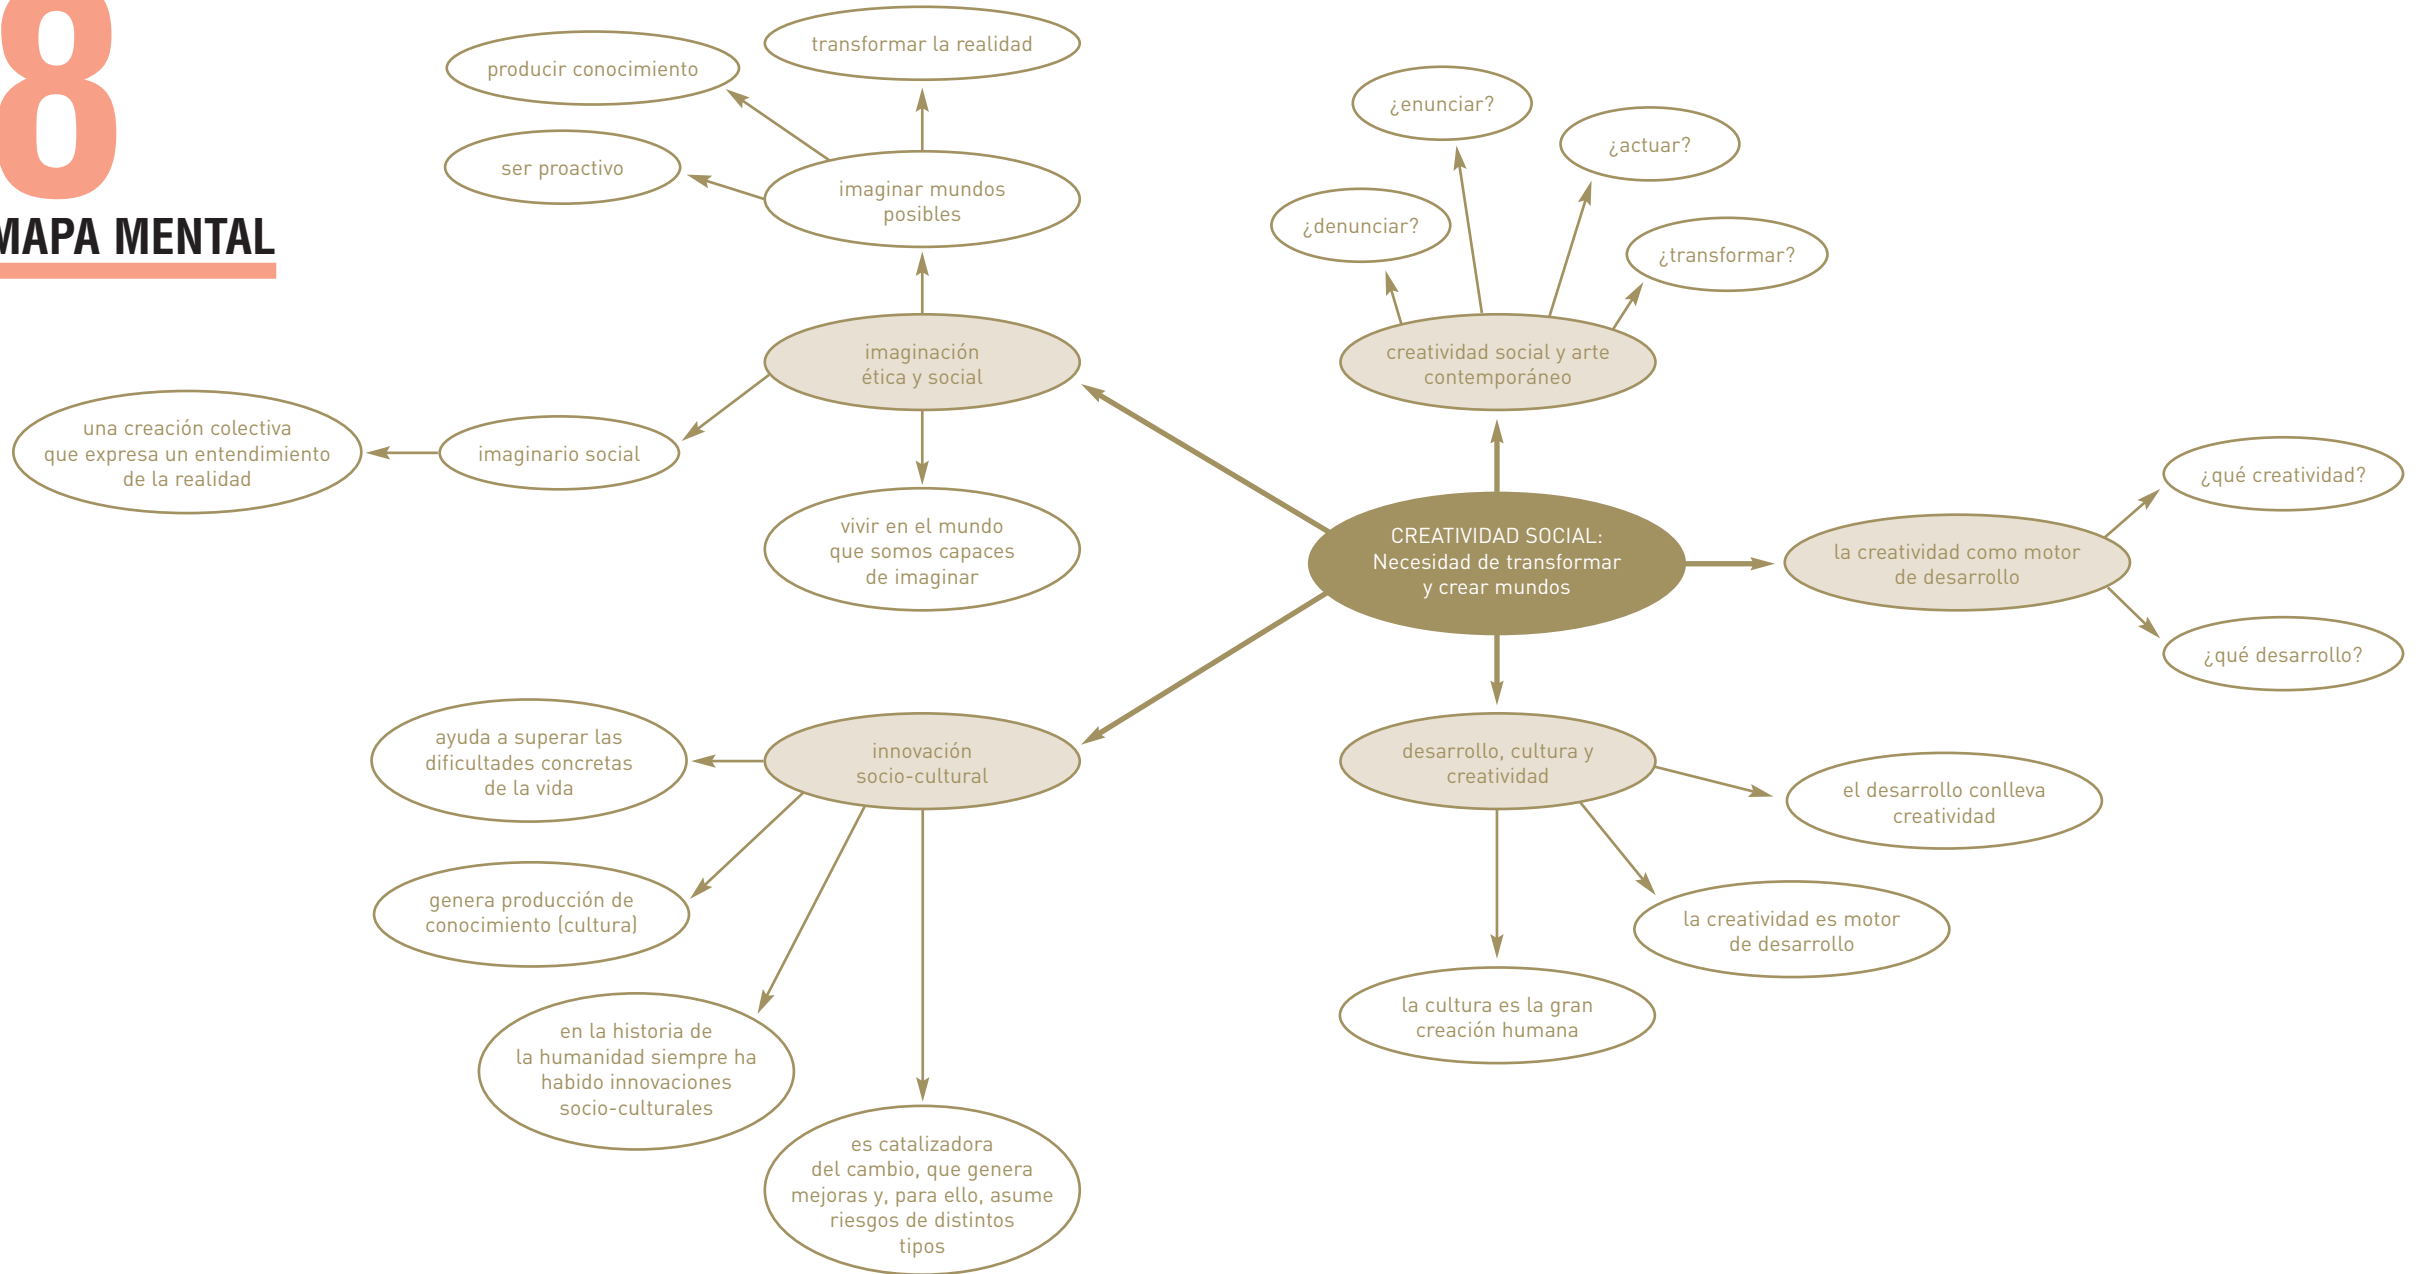 8
MAPA MENTAL
transformar la realidad
producir conocimiento
ser proactivo
imaginar mundos
posibles
imaginación
ética y social
imaginario social
una creación colectiva
que expresa un entendimiento
de la realidad
vivir en el mundo
que somos capaces
de imaginar
¿enunciar?
¿actuar?
¿denunciar?
¿transformar?
creatividad social y arte
contemporáneo
CREATIVIDAD SOCIAL:
Necesidad de transformar
y crear mundos
¿qué creatividad?
la creatividad como motor
de desarrollo
¿qué desarrollo?
innovación
socio-cultural
ayuda a superar las
dificultades concretas
de la vida
genera producción de
conocimiento (cultura)
en la historia de
la humanidad siempre ha
habido innovaciones
socio-culturales
es catalizadora
del cambio, que genera
mejoras y, para ello, asume
riesgos de distintos
tipos
desarrollo, cultura y
creatividad
el desarrollo conlleva
creatividad
la creatividad es motor
de desarrollo
la cultura es la gran
creación humana